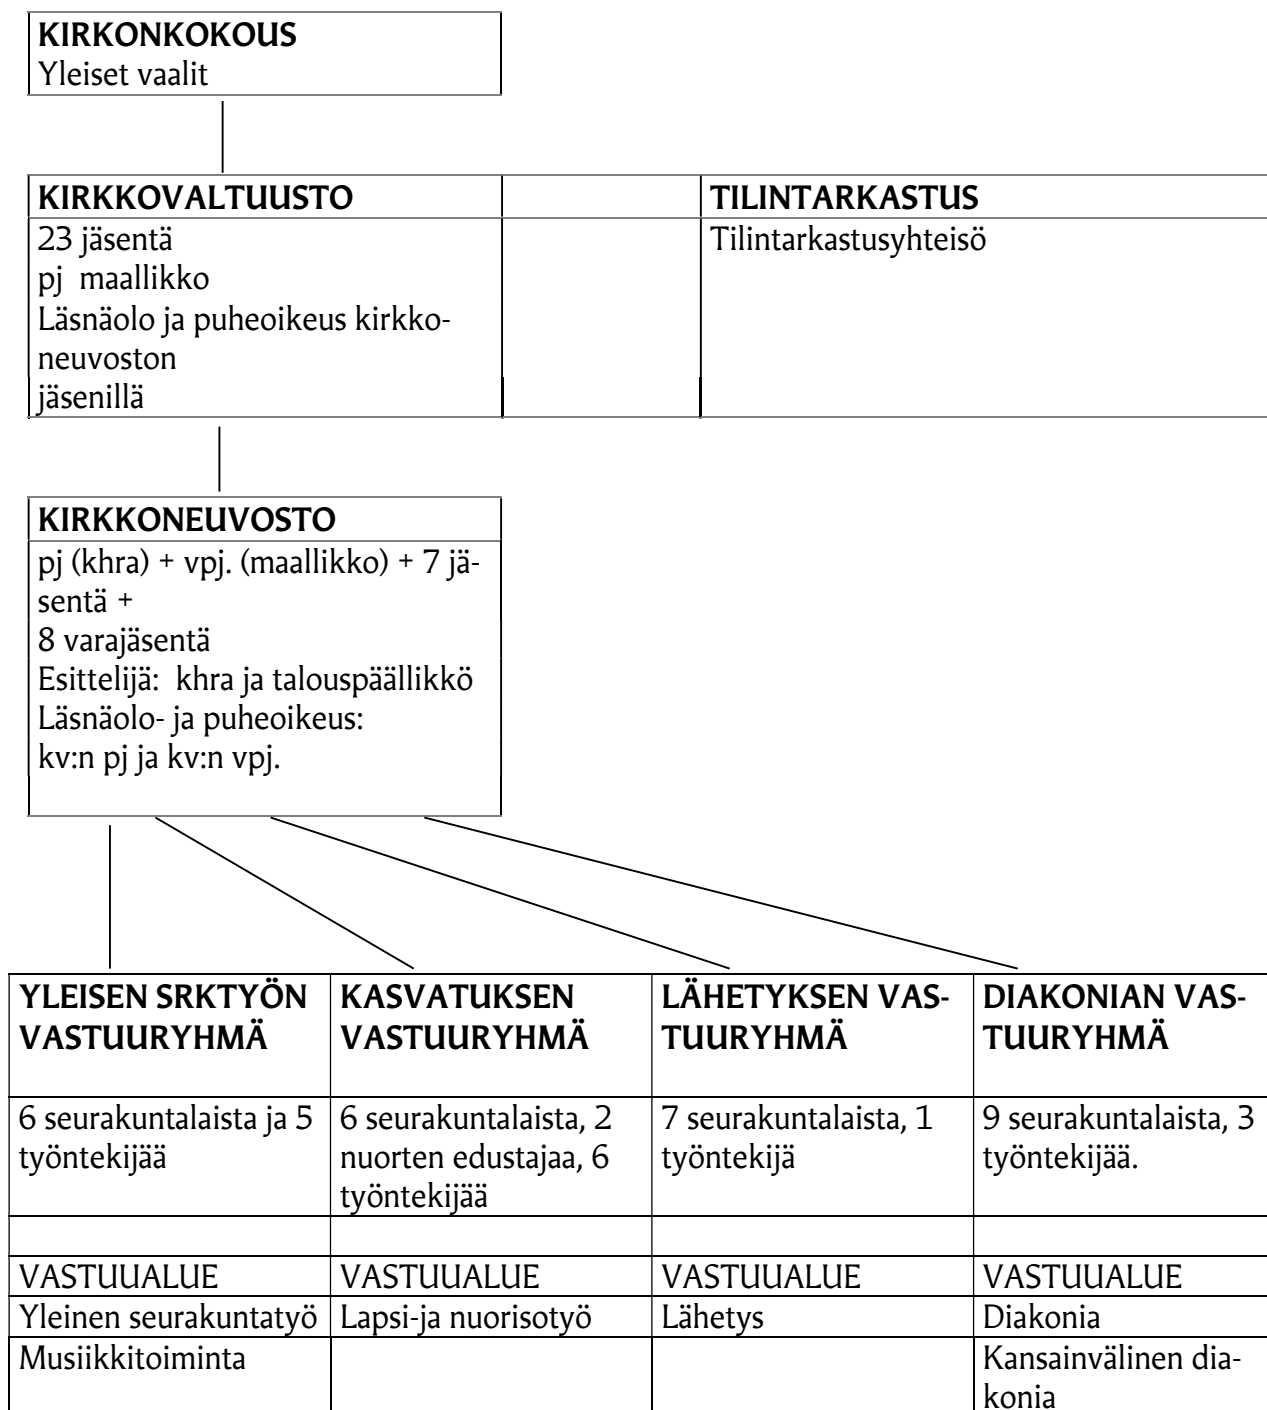 KIRKONKOKOUS
Yleiset vaalit
KIRKKOVALTUUSTO
23 jäsentä
pj  maallikko
Läsnäolo ja puheoikeus kirkko-
neuvoston
jäsenillä
TILINTARKASTUS
Tilintarkastusyhteisö
KIRKKONEUVOSTO
pj (khra) + vpj. (maallikko) + 7 jä-
sentä +
8 varajäsentä
Esittelijä:  khra ja talouspäällikkö
Läsnäolo- ja puheoikeus:
kv:n pj ja kv:n vpj.
YLEISEN SRKTYÖN
VASTUURYHMÄ
KASVATUKSEN
VASTUURYHMÄ
LÄHETYKSEN VAS-
TUURYHMÄ
DIAKONIAN VAS-
TUURYHMÄ
6 seurakuntalaista ja 5
työntekijää
6 seurakuntalaista, 2
nuorten edustajaa, 6
työntekijää
7 seurakuntalaista, 1
työntekijä
9 seurakuntalaista, 3
työntekijää.
VASTUUALUE
VASTUUALUE
VASTUUALUE
VASTUUALUE
Yleinen seurakuntatyö
Lapsi-ja nuorisotyö
Lähetys
Diakonia
Musiikkitoiminta
Kansainvälinen dia-
konia